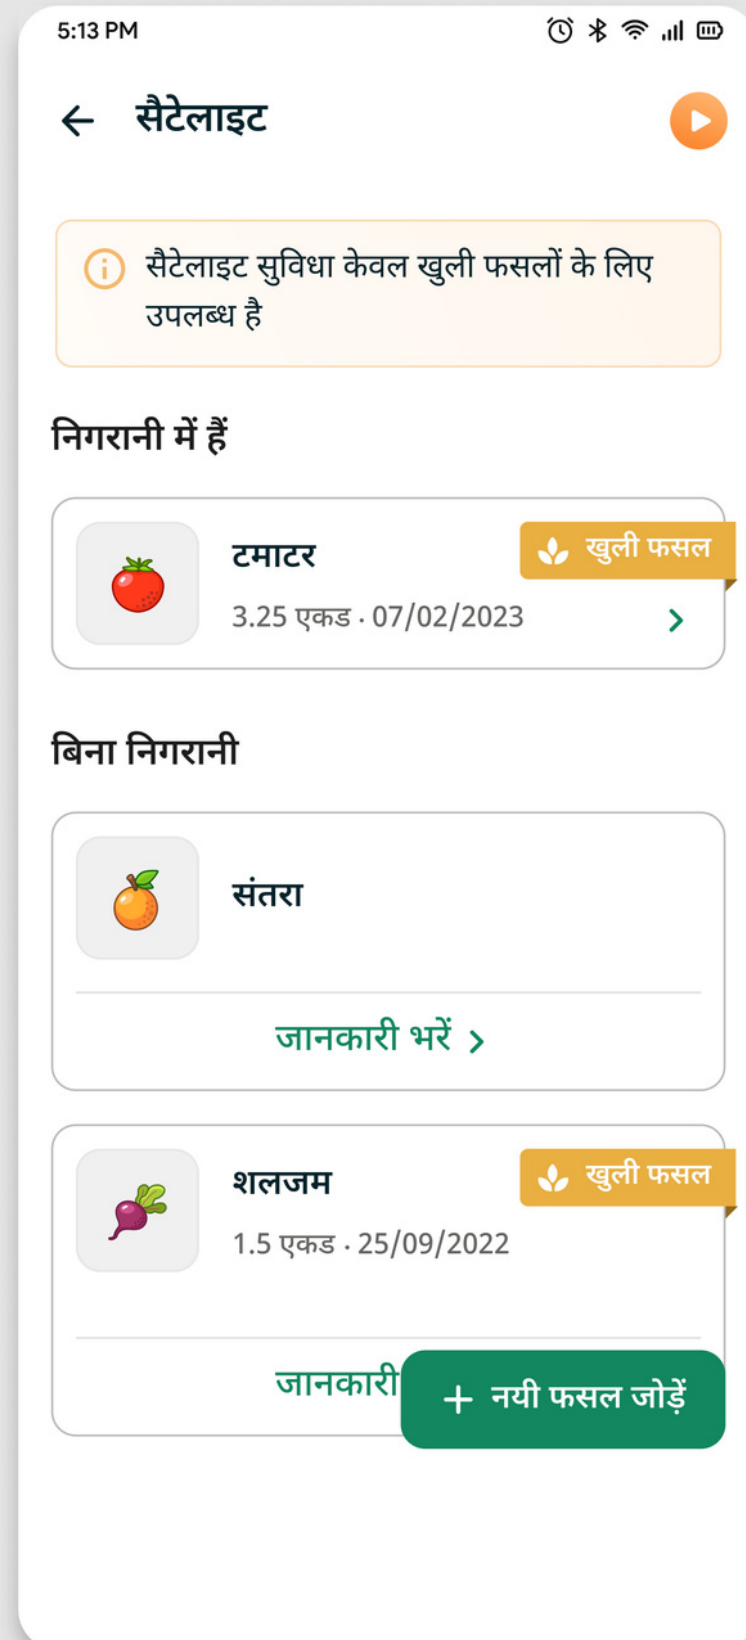 5:13 PM
सैटेलाइट
सैटेलाइट सुविधा केवल खुली फसलों के लिए
उपलब्ध है
निगरानी में हैं
टमाटर
खुली फसल
3.25 एकड · 07/02/2023
बिना निगरानी
संतरा
जानकारी भरें
शलजम
खुली फसल
1.5 एकड · 25/09/2022
जानकारी
+ नयी फसल जोड़ें